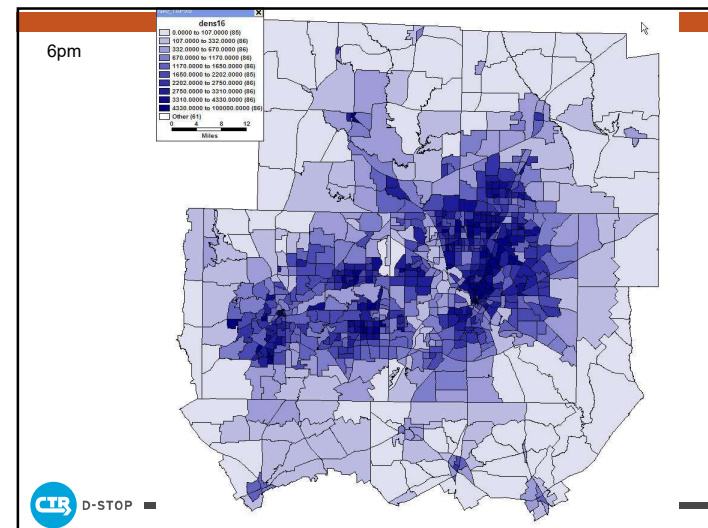 6pm
dens16
0.0000 to 107.0000 (85)
107.0000 to 332.0000 (86)
332.0000 to 670.0000 (86)
670.0000 to 1170.0000 (86)
1170.0000 to 1650.0000 (86)
1650.0000 to 2202.0000 (85)
2202.0000 to 2750.0000 (86)
2750.0000 to 3310.0000 (86)
3310.0000 to 4330.0000 (86)
4330.0000 to 100000.0000 (86)
Other (61)
0 4 8 12
Miles
CTR D-STOP